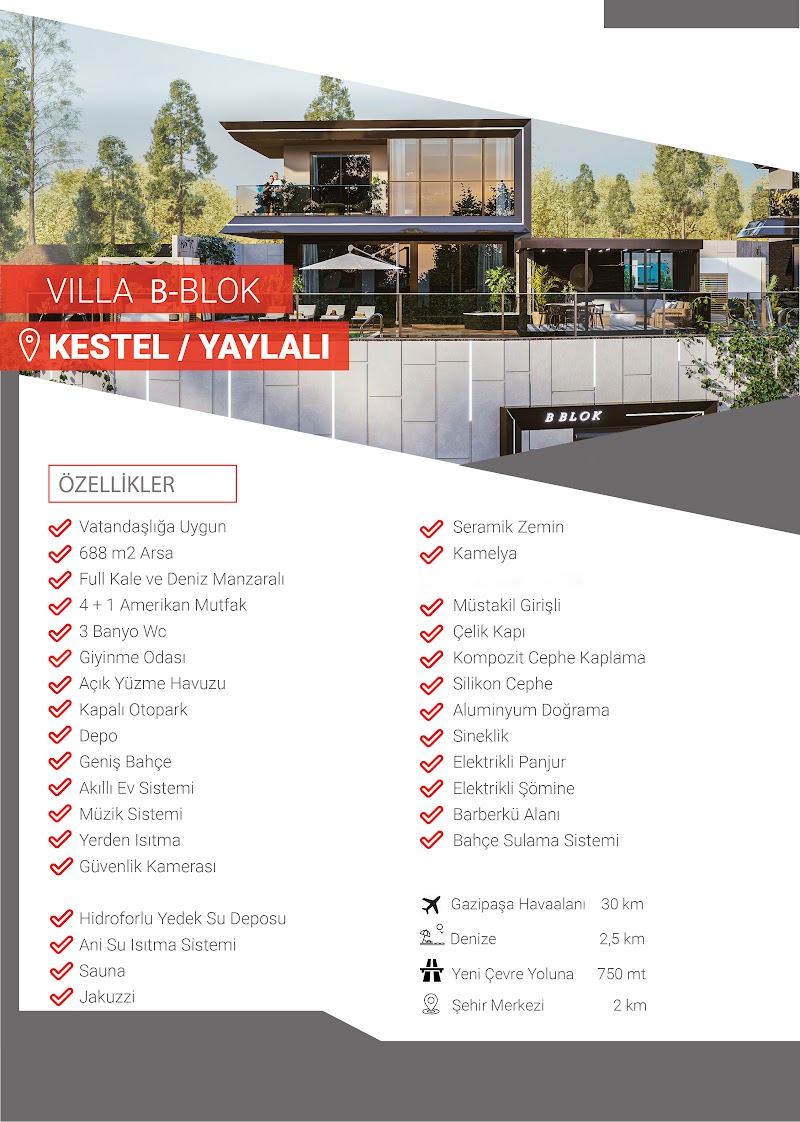 VILLA B-BLOK
KESTEL / YAYLALI
B BLOK
ÖZELLİKLER
Vatandaşlığa Uygun
688 m2 Arsa
Full Kale ve Deniz Manzaralı
4 + 1 Amerikan Mutfak
3 Banyo Wc
Giyinme Odası
Açık Yüzme Havuzu
Kapalı Otopark
Depo
Geniş Bahçe
Akıllı Ev Sistemi
Müzik Sistemi
Yerden Isıtma
Güvenlik Kamerası
Hidroforlu Yedek Su Deposu
Ani Su Isıtma Sistemi
Sauna
Jakuzzi
Seramik Zemin
Kamelya
Müstakil Girişli
Çelik Kapı
Kompozit Cephe Kaplama
Silikon Cephe
Aluminyum Doğrama
Sineklik
Elektrikli Panjur
Elektrikli Şömine
Barberkü Alanı
Bahçe Sulama Sistemi
Gazipaşa Havaalanı 30 km
Denize 2,5 km
Yeni Çevre Yoluna 750 mt
Şehir Merkezi 2 km